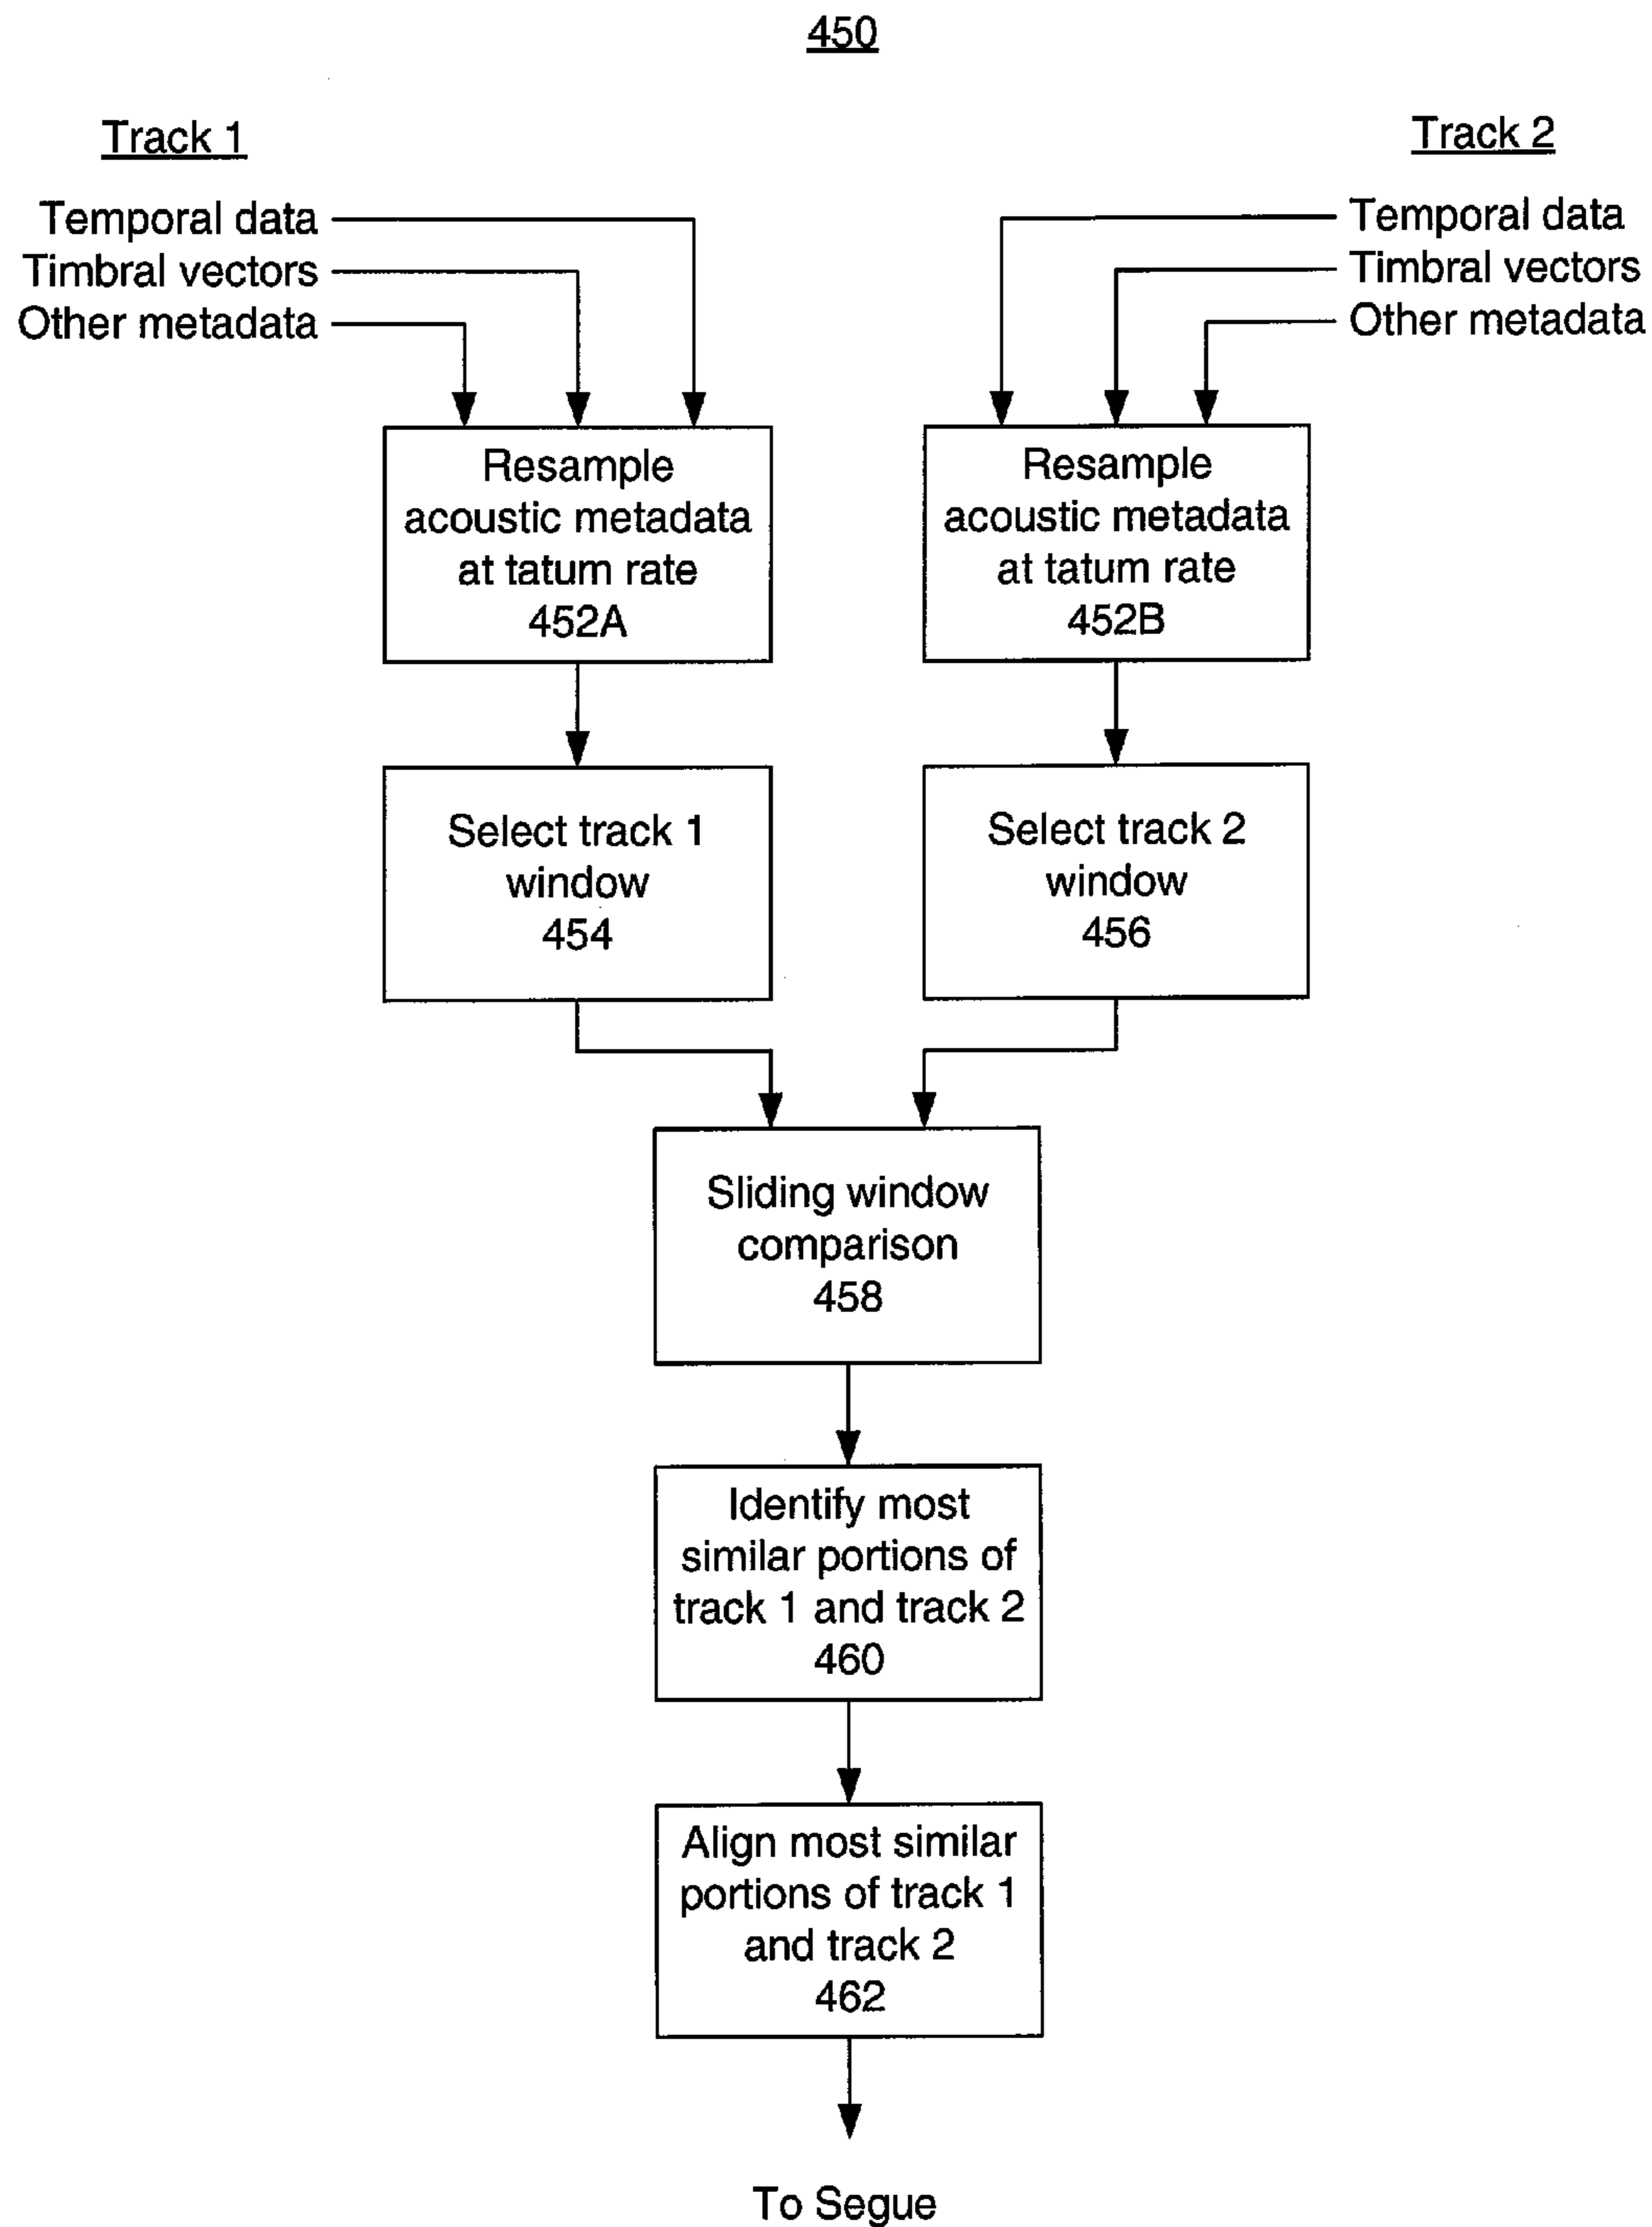 450
Track 1
Temporal data
Timbral vectors
Other metadata
Track 2
Temporal data
Timbral vectors
Other metadata
Resample
acoustic metadata
at tatum rate
452A
Resample
acoustic metadata
at tatum rate
452B
Select track 1
window
454
Select track 2
window
456
Sliding window
comparison
458
Identify most
similar portions of
track 1 and track 2
460
Align most similar
portions of track 1
and track 2
462
To Segue